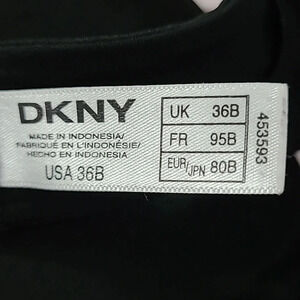 DKNY
MADE IN INDONESIA/
FABRIQUÉ EN L'INDONÉSIE/
HECHO EN INDONESIA
USA 36B
UK 36B
FR 95B
EUR/JPN 80B
453593